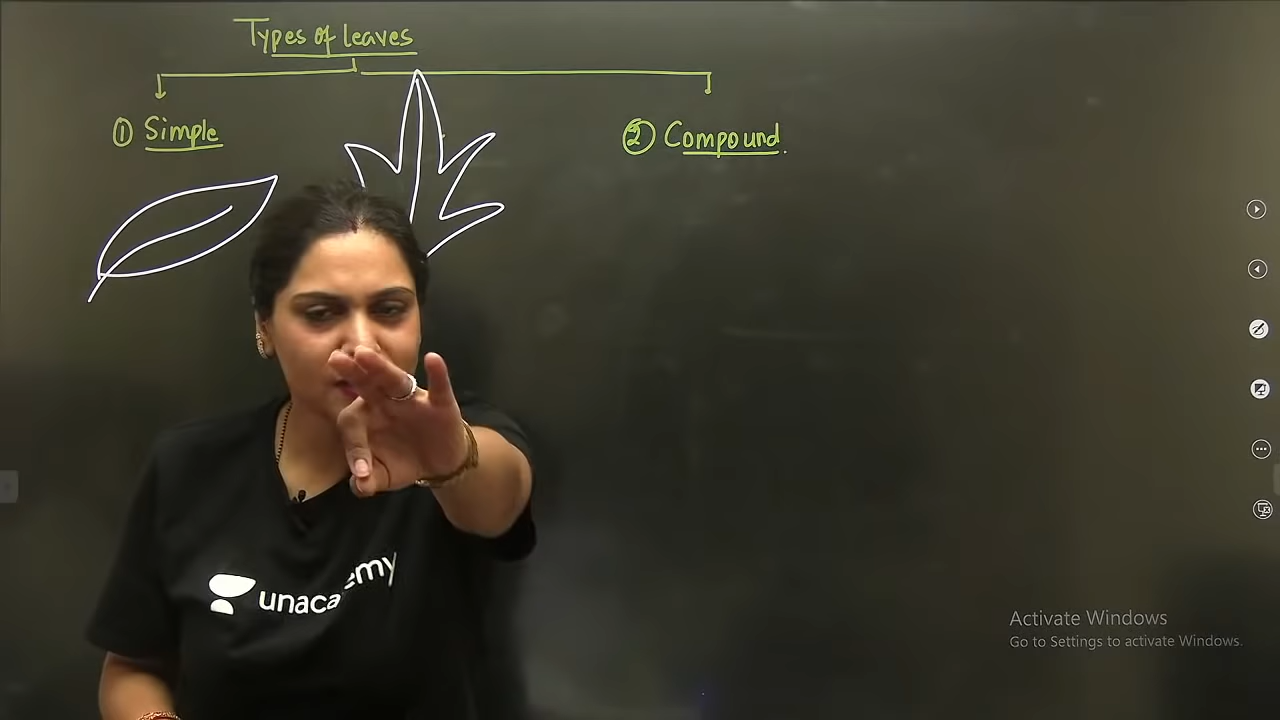 Types of leaves
① Simple
② Compound.
unacademy
Activate Windows
Go to Settings to activate Windows.